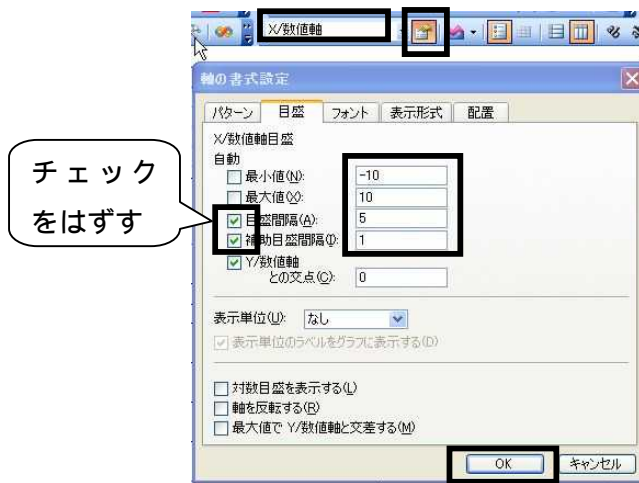 X/数値軸
軸の書式設定
パターン 目盛 フォント 表示形式 配置
X/数値軸目盛
自動
最小値(N): -10
最大値(X): 10
目盛間隔(A): 5
補助目盛間隔(I): 1
Y/数値軸
との交点(C): 0
チェック
をはずす
表示単位(U): なし
表示単位のラベルをグラフに表示する(D)
対数目盛を表示する(L)
軸を反転する(R)
最大値で Y/数値軸と交差する(M)
OK キャンセル